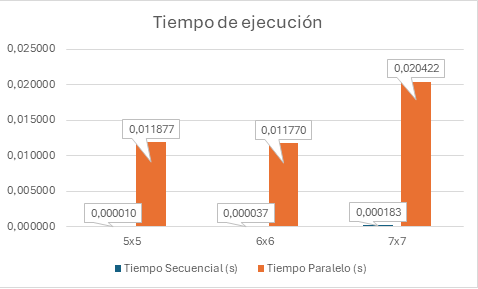 Tiempo de ejecución
0,025000
0,020000
0,015000
0,010000
0,005000
0,000000
0,000010
0,011877
0,000037
0,011770
0,000183
0,020422
5x5
6x6
7x7
Tiempo Secuencial (s)
Tiempo Paralelo (s)